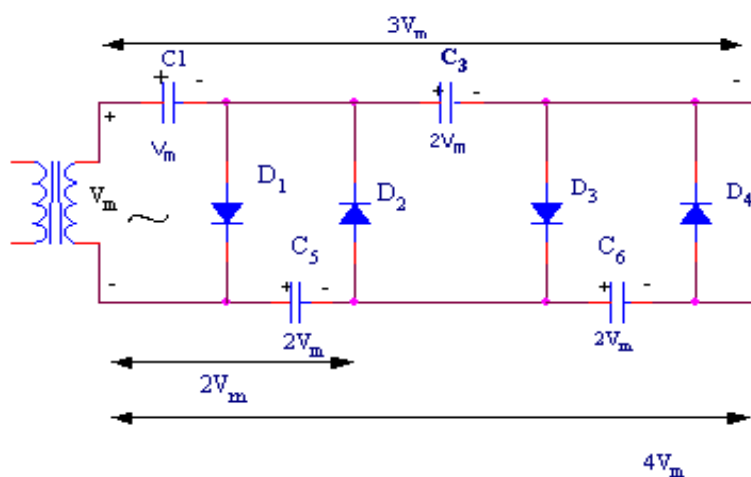 3Vm
C1
C3
+
-
+
-
-
+
Vm
2Vm
Vm
D1
D2
D3
D4
C5
C6
-
+
-
+
-
2Vm
2Vm
2Vm
4Vm